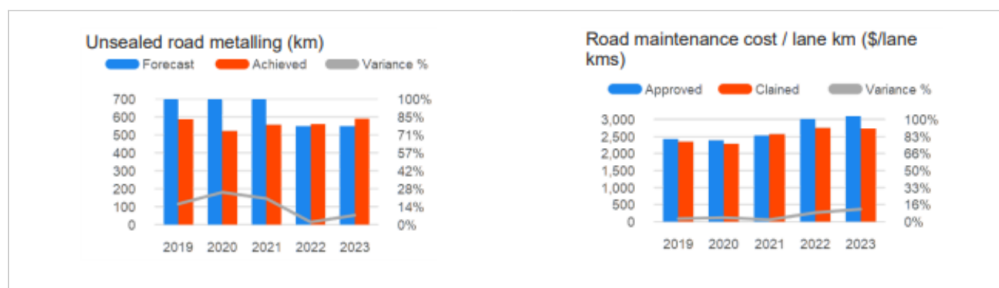 Unsealed road metalling (km)
Forecast Achieved Variance %
700 100%
600 85%
500 71%
400 57%
300 42%
200 28%
100 14%
0 0%
2019 2020 2021 2022 2023
Road maintenance cost / lane km ($/lane
kms)
Approved Clained Variance %
3,000 100%
2,500 83%
2,000 66%
1,500 50%
1,000 33%
500 16%
0 0%
2019 2020 2021 2022 2023